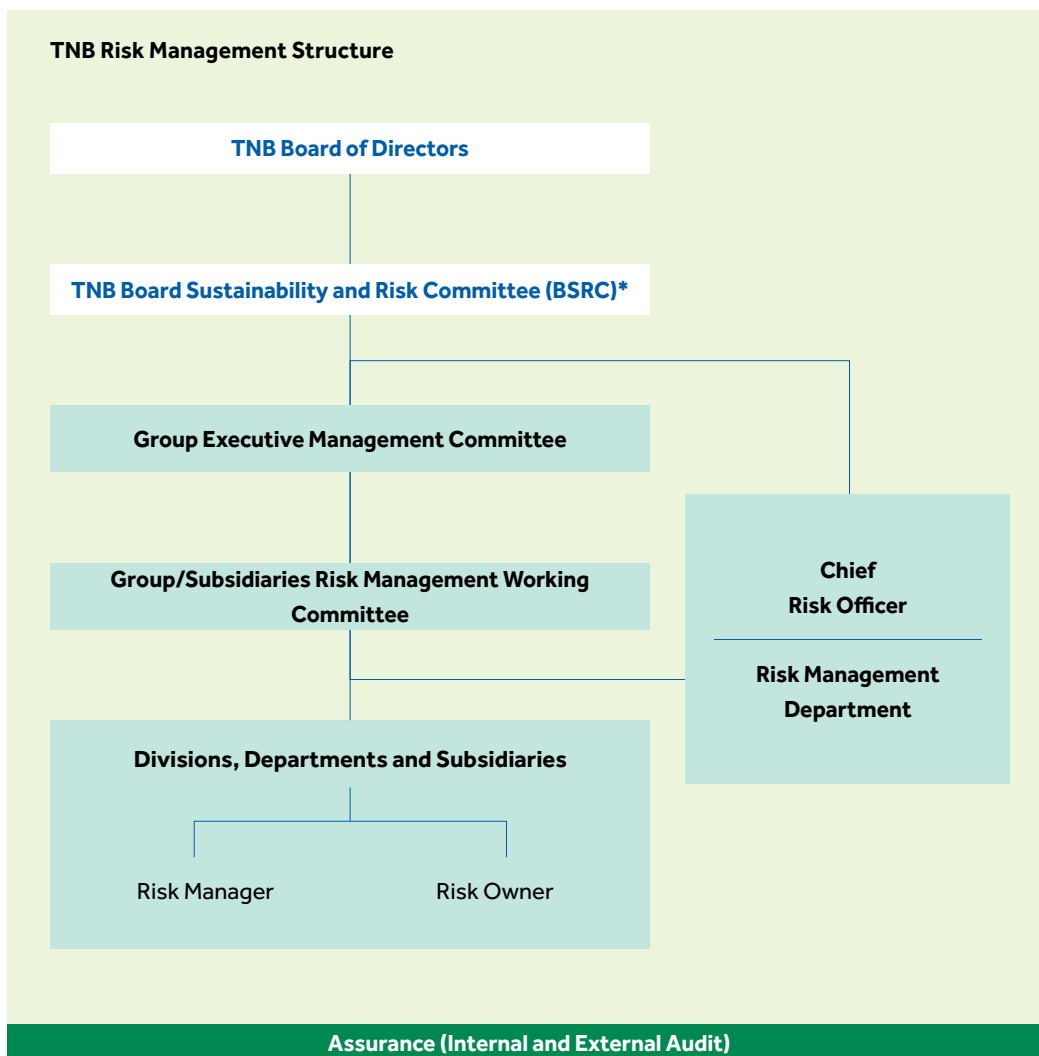 TNB Risk Management Structure
TNB Board of Directors
TNB Board Sustainability and Risk Committee (BSRC)*
Group Executive Management Committee
Group/Subsidiaries Risk Management Working
Committee
Chief
Risk Officer
Risk Management
Department
Divisions, Departments and Subsidiaries
Risk Manager
Risk Owner
Assurance (Internal and External Audit)